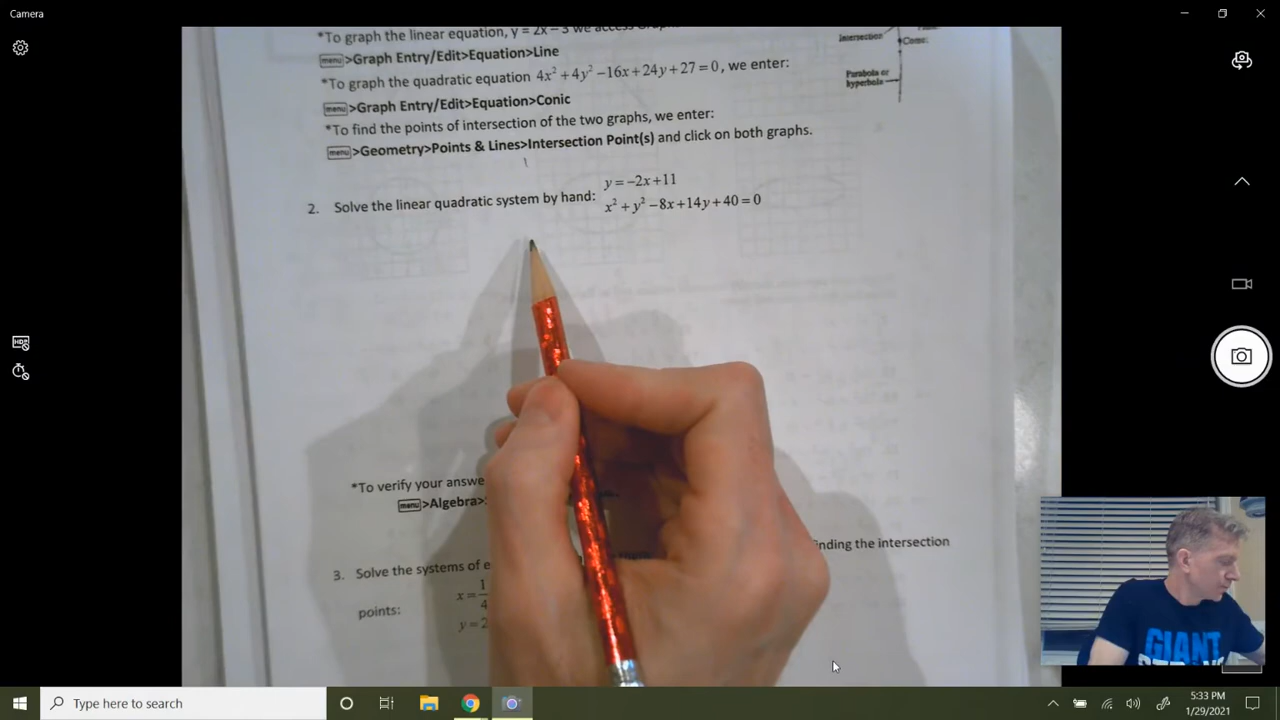 Camera
*To graph the linear equation, y = 2x − 3 we access
menu >Graph Entry/Edit>Equation>Line
*To graph the quadratic equation 4x² + 4y² −16x + 24y + 27 = 0, we enter:
menu >Graph Entry/Edit>Equation>Conic
*To find the points of intersection of the two graphs, we enter:
menu >Geometry>Points & Lines>Intersection Point(s) and click on both graphs.
Intersection
Parabola or
hyperbola
2. Solve the linear quadratic system by hand: y = −2x + 11
x² + y² − 8x + 14y + 40 = 0
*To verify your answe
menu >Algebra>
3. Solve the systems of e
inding the intersection
points:
x = 1/4
y = 2
GIANT
Type here to search
5:33 PM
1/29/2021